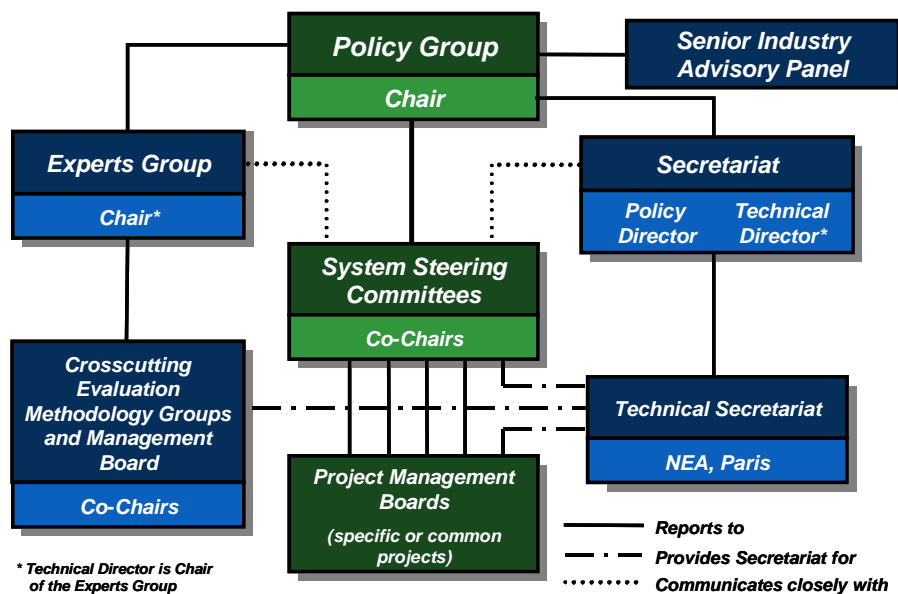 Policy Group
Chair
Senior Industry
Advisory Panel
Experts Group
Chair*
Secretariat
Policy
Director
Technical
Director*
System Steering
Committees
Co-Chairs
Crosscutting
Evaluation
Methodology Groups
and Management
Board
Co-Chairs
Technical Secretariat
NEA, Paris
Project Management
Boards
(specific or common
projects)
Reports to
Provides Secretariat for
Communicates closely with
* Technical Director is Chair
of the Experts Group